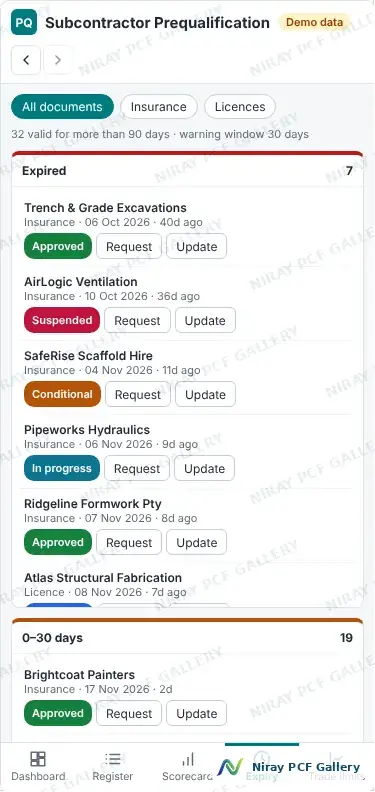 PQ Subcontractor Prequalification Demo data
All documents Insurance Licences
32 valid for more than 90 days · warning window 30 days
Expired 7
Trench & Grade Excavations
Insurance · 06 Oct 2026 · 40d ago
Approved Request Update
AirLogic Ventilation
Insurance · 10 Oct 2026 · 36d ago
Suspended Request Update
SafeRise Scaffold Hire
Insurance · 04 Nov 2026 · 11d ago
Conditional Request Update
Pipeworks Hydraulics
Insurance · 06 Nov 2026 · 9d ago
In progress Request Update
Ridgeline Formwork Pty
Insurance · 07 Nov 2026 · 8d ago
Approved Request Update
Atlas Structural Fabrication
Licence · 08 Nov 2026 · 7d ago
0–30 days 19
Brightcoat Painters
Insurance · 17 Nov 2026 · 2d
Approved Request Update
Dashboard Register Scorecard Expiry Trade limits
Niray PCF Gallery
NIRAY PCF GALLERY